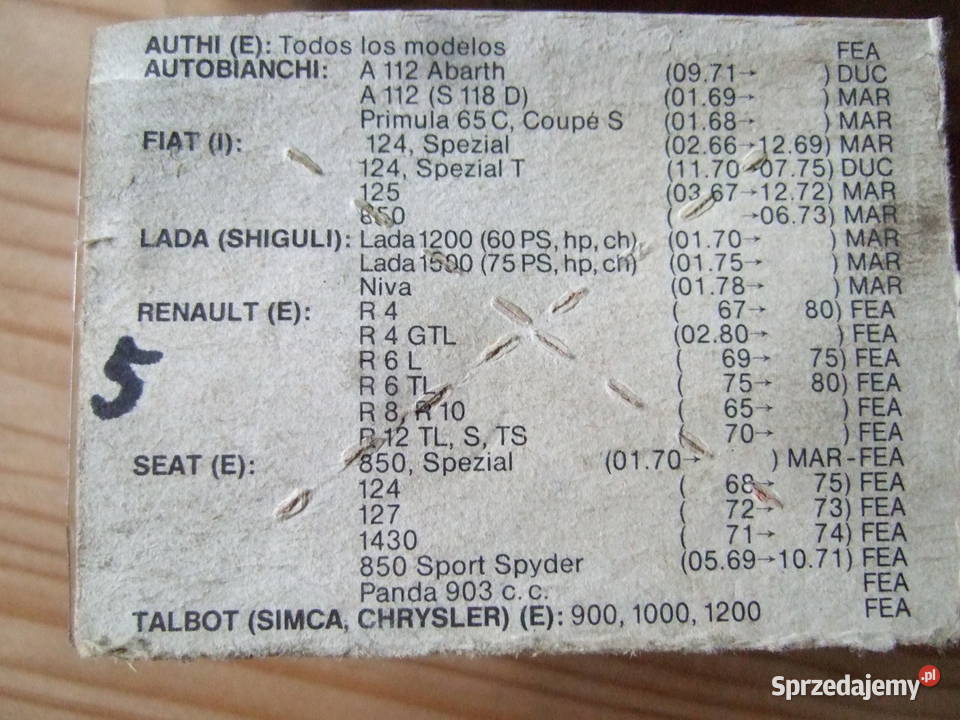 AUTHI (E): Todos los modelos FEA
AUTOBIANCHI: A 112 Abarth (09.71→ ) DUC
A 112 (S 118 D) (01.69→ ) MAR
Primula 65 C, Coupé S (01.68→ ) MAR
FIAT (I): 124, Spezial (02.66→12.69) MAR
124, Spezial T (11.70→07.75) DUC
125 (03.67→12.72) MAR
850 ( →06.73) MAR
LADA (SHIGULI): Lada 1200 (60 PS, hp, ch) (01.70→ ) MAR
Lada 1500 (75 PS, hp, ch) (01.75→ ) MAR
Niva (01.78→ ) MAR
RENAULT (E): R 4 ( 67→ 80) FEA
R 4 GTL (02.80→ ) FEA
R 6 L ( 69→ 75) FEA
R 6 TL ( 75→ 80) FEA
R 8, R 10 ( 65→ ) FEA
R 12 TL, S, TS ( 70→ ) FEA
SEAT (E): 850, Spezial (01.70→ ) MAR-FEA
124 ( 68→ 75) FEA
127 ( 72→ 73) FEA
1430 ( 71→ 74) FEA
850 Sport Spyder (05.69→10.71) FEA
Panda 903 c. c. FEA
TALBOT (SIMCA, CHRYSLER) (E): 900, 1000, 1200 FEA
5
Sprzedajemy.pl